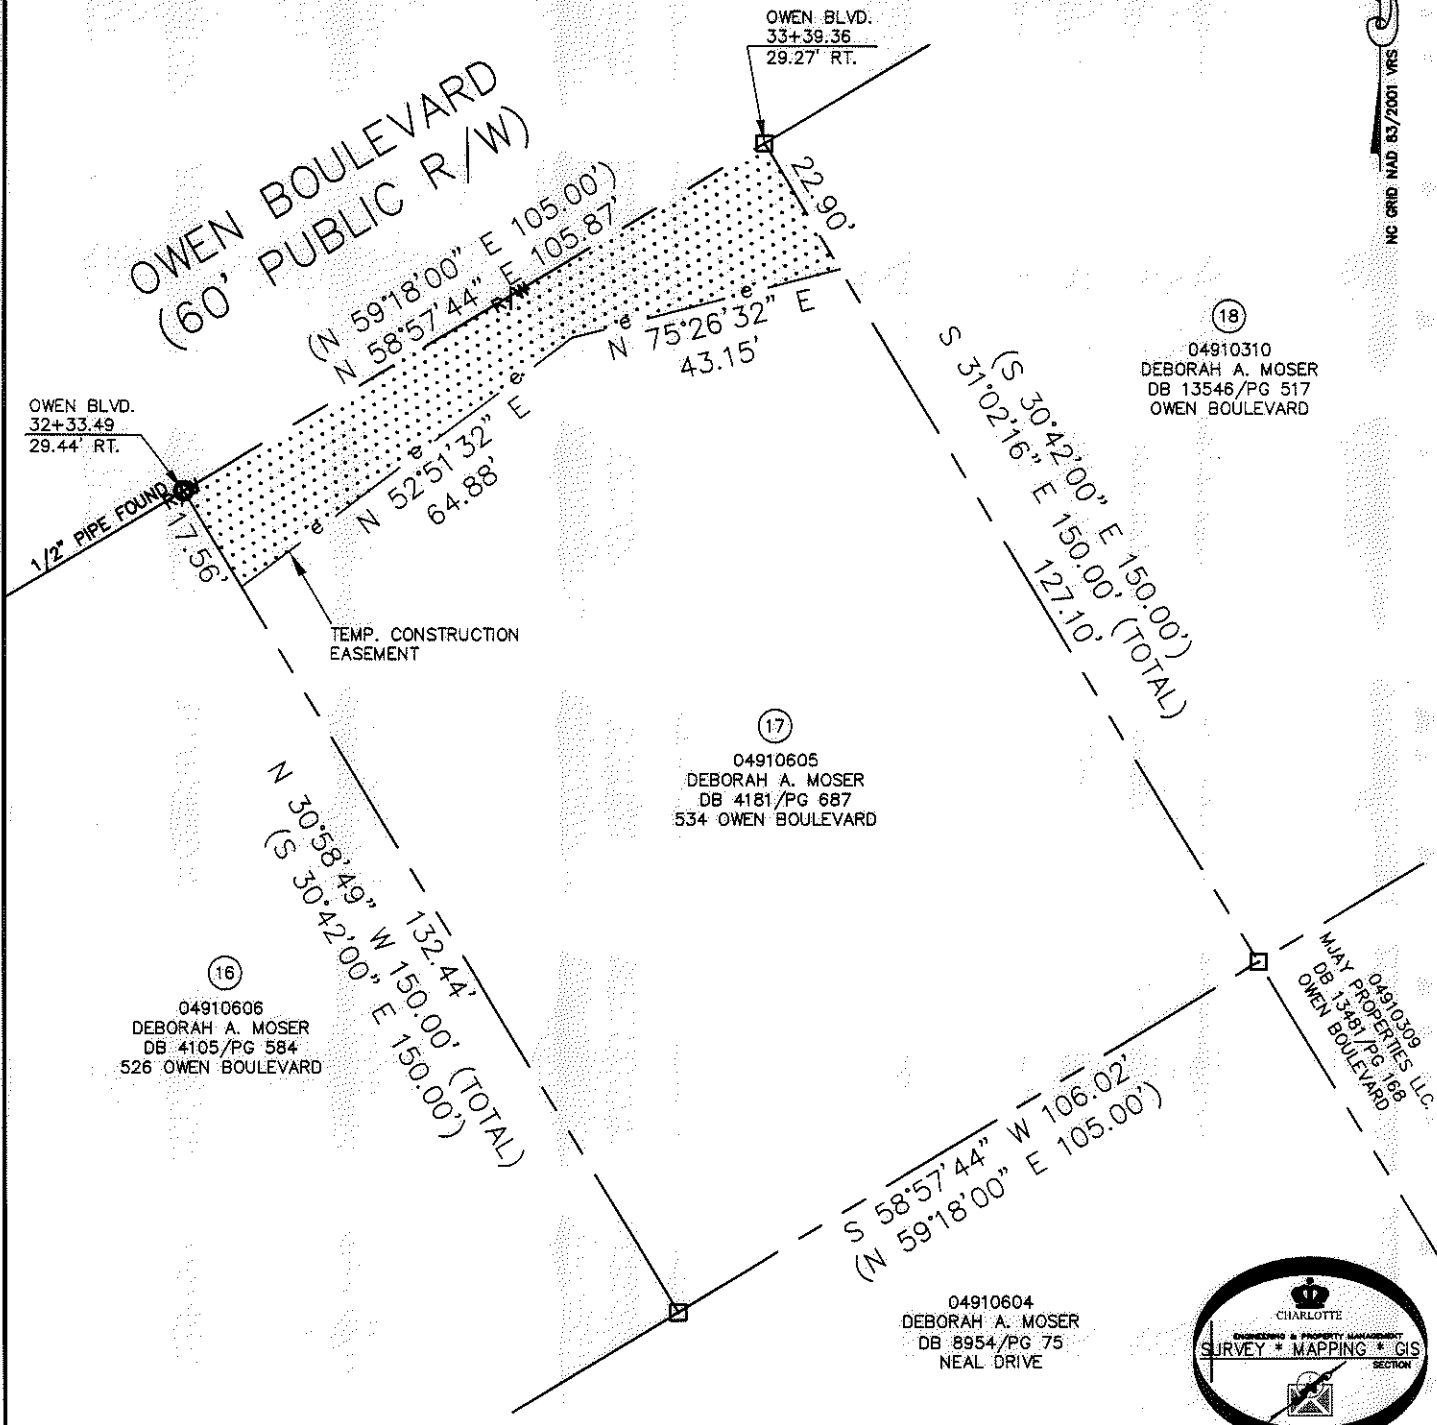 OWEN BLVD.
33+39.36
29.27' RT.
NC GRID NAD 83/2001 VRS
OWEN BOULEVARD
(60' PUBLIC R/W)
(N 59°18'00" E 105.00')
N 58°57'44" E 105.87'
R/W
22.90'
N 75°26'32" E
43.15'
OWEN BLVD.
32+33.49
29.44' RT.
1/2" PIPE FOUND
R/W
17.56'
N 52°51'32" E
64.88'
TEMP. CONSTRUCTION
EASEMENT
e
e
e
e
e
18
04910310
DEBORAH A. MOSER
DB 13546/PG 517
OWEN BOULEVARD
(S 30°42'00" E 150.00')
S 31°02'16" E 150.00' (TOTAL)
127.10'
17
04910605
DEBORAH A. MOSER
DB 4181/PG 687
534 OWEN BOULEVARD
132.44'
N 30°58'49" W 150.00' (TOTAL)
(S 30°42'00" E 150.00')
16
04910606
DEBORAH A. MOSER
DB 4105/PG 584
526 OWEN BOULEVARD
04910309
MJAY PROPERTIES LLC.
DB 13481/PG 168
OWEN BOULEVARD
S 58°57'44" W 106.02'
(N 59°18'00" E 105.00')
04910604
DEBORAH A. MOSER
DB 8954/PG 75
NEAL DRIVE
CHARLOTTE
ENGINEERING & PROPERTY MANAGEMENT
SURVEY * MAPPING * GIS
SECTION